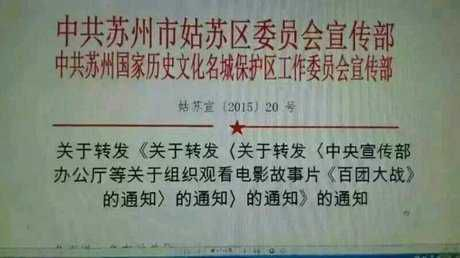 中共苏州市姑苏区委员会宣传部
中共苏州国家历史文化名城保护区工作委员会宣传部
姑苏宣〔2015〕20 号
关于转发《关于转发〈关于转发〈中央宣传部
办公厅等关于组织观看电影故事片《百团大战》
的通知〉的通知〉的通知》的通知